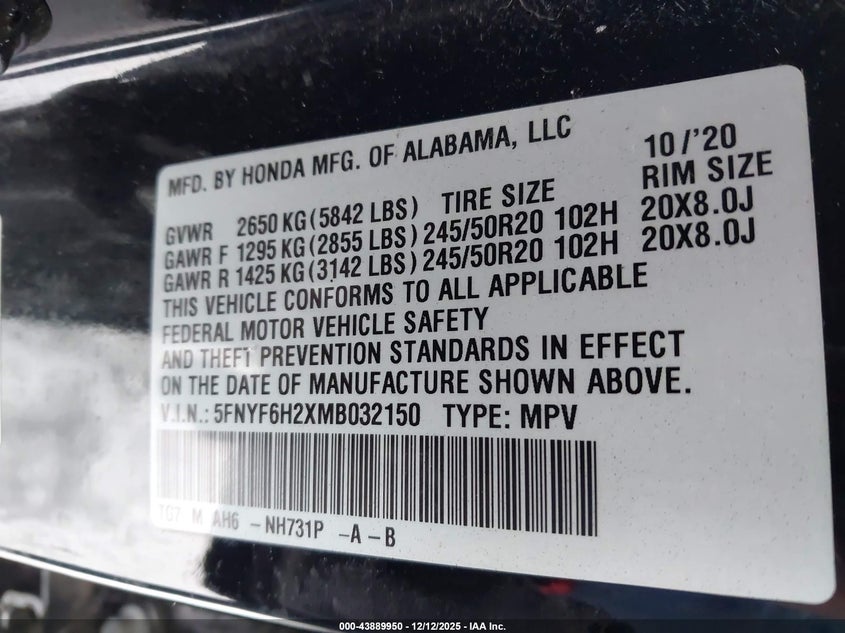 MFD. BY HONDA MFG. OF ALABAMA, LLC 10/'20
GVWR 2650 KG (5842 LBS) TIRE SIZE RIM SIZE
GAWR F 1295 KG (2855 LBS) 245/50R20 102H 20X8.0J
GAWR R 1425 KG (3142 LBS) 245/50R20 102H 20X8.0J
THIS VEHICLE CONFORMS TO ALL APPLICABLE
FEDERAL MOTOR VEHICLE SAFETY
AND THEFT PREVENTION STANDARDS IN EFFECT
ON THE DATE OF MANUFACTURE SHOWN ABOVE.
V.I.N.: 5FNYF6H2XMB032150 TYPE: MPV
TG7 M AH6 -NH731P -A-B
000-43889950 - 12/12/2025 - IAA Inc.